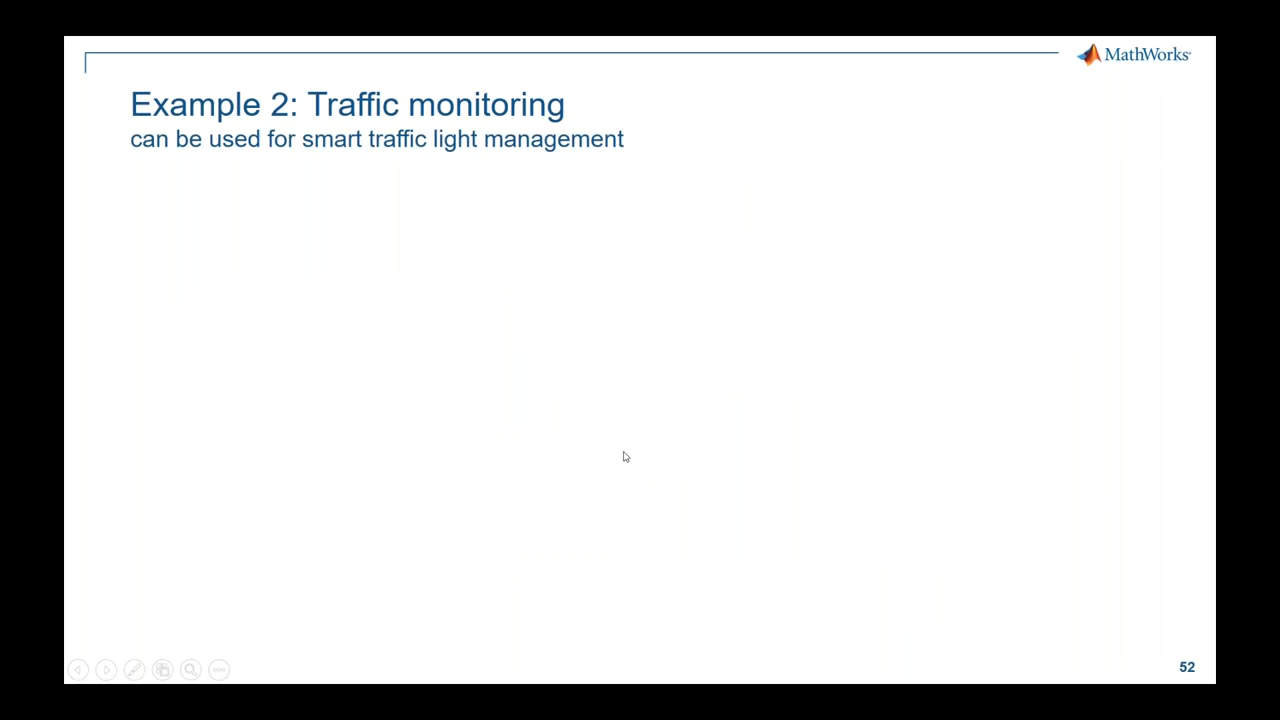 MathWorks®
Example 2: Traffic monitoring
can be used for smart traffic light management
52